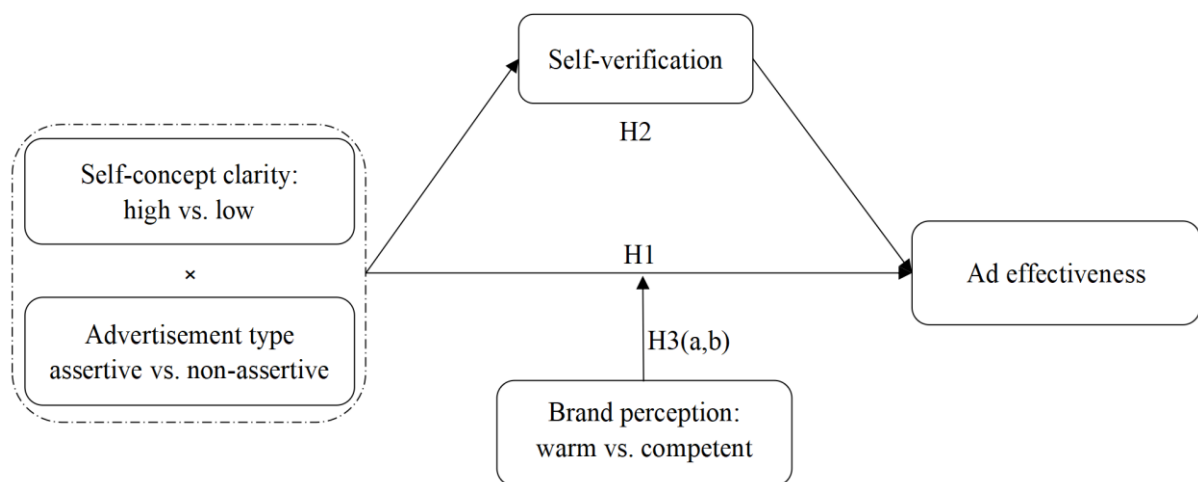 Self-verification
H2
Self-concept clarity:
high vs. low
×
Advertisement type
assertive vs. non-assertive
H1
Ad effectiveness
H3(a,b)
Brand perception:
warm vs. competent